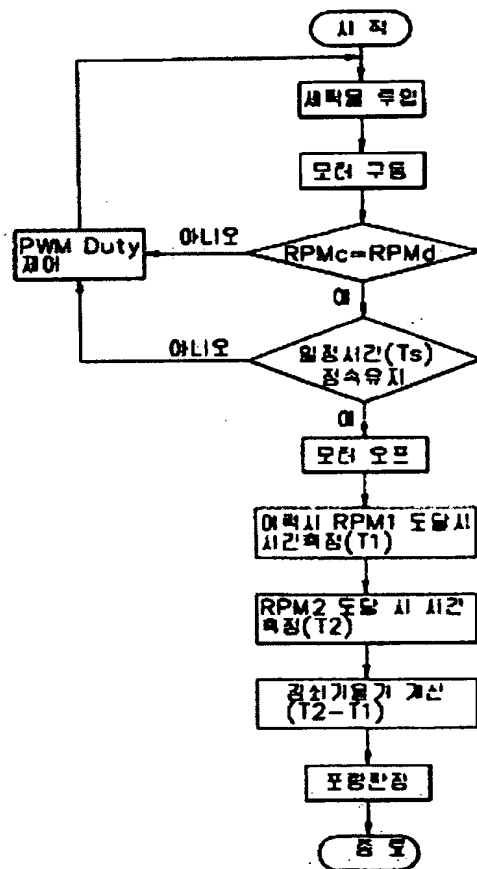 시 작
세탁물 투입
모터 구동
아니오
RPMc=RPMd
PWM Duty
제어
예
아니오
일정시간(Ts)
정속유지
예
모터 오프
여력시 RPM1 도달시
시간측정(T1)
RPM2 도달 시 시간
측정(T2)
감쇄기울기 계산
(T2-T1)
포량판정
종 료